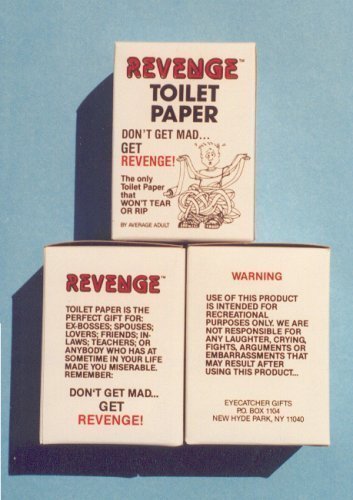 REVENGE™
TOILET
PAPER
DON'T GET MAD...
GET
REVENGE!
The only
Toilet Paper
that
WON'T TEAR
OR RIP
BY AVERAGE ADULT
REVENGE™
TOILET PAPER IS THE
PERFECT GIFT FOR:
EX-BOSSES; SPOUSES;
LOVERS; FRIENDS; IN-
LAWS; TEACHERS; OR
ANYBODY WHO HAS AT
SOMETIME IN YOUR LIFE
MADE YOU MISERABLE.
REMEMBER:
DON'T GET MAD...
GET
REVENGE!
WARNING
USE OF THIS PRODUCT
IS INTENDED FOR
RECREATIONAL
PURPOSES ONLY. WE ARE
NOT RESPONSIBLE FOR
ANY LAUGHTER, CRYING,
FIGHTS, ARGUMENTS OR
EMBARRASSMENTS THAT
MAY RESULT AFTER
USING THIS PRODUCT...
EYECATCHER GIFTS
P.O. BOX 1104
NEW HYDE PARK, NY 11040